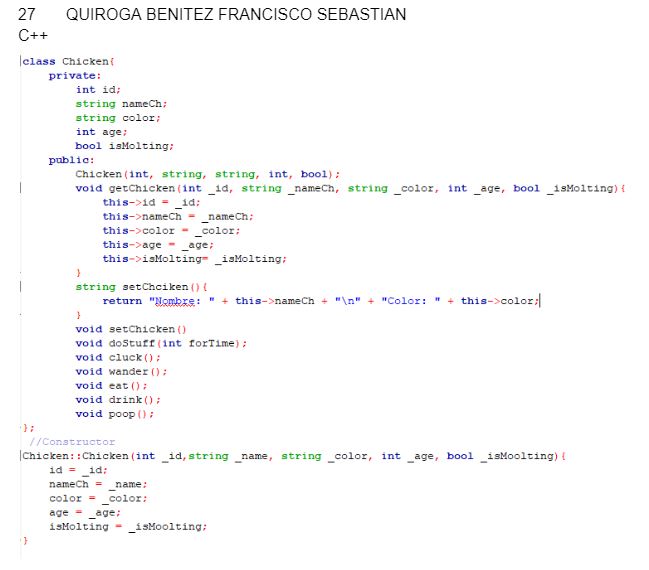 27 QUIROGA BENITEZ FRANCISCO SEBASTIAN
C++
class Chicken{
private:
int id;
string nameCh;
string color;
int age;
bool isMolting;
public:
Chicken(int, string, string, int, bool);
void getChicken(int _id, string _nameCh, string _color, int _age, bool _isMolting){
this->id = _id;
this->nameCh = _nameCh;
this->color = _color;
this->age = _age;
this->isMolting= _isMolting;
}
string setChciken(){
return "Nombre: " + this->nameCh + "\n" + "Color: " + this->color;
}
void setChicken()
void doStuff(int forTime);
void cluck();
void wander();
void eat();
void drink();
void poop();
};
//Constructor
Chicken::Chicken(int _id,string _name, string _color, int _age, bool _isMoolting){
id = _id;
nameCh = _name;
color = _color;
age = _age;
isMolting = _isMoolting;
}